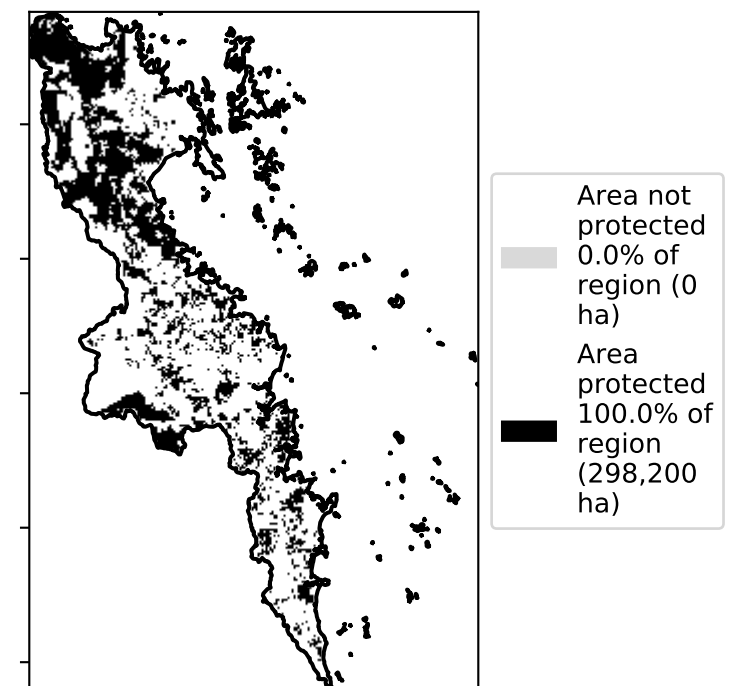 Area not
protected
0.0% of
region (0
ha)
Area
protected
100.0% of
region
(298,200
ha)